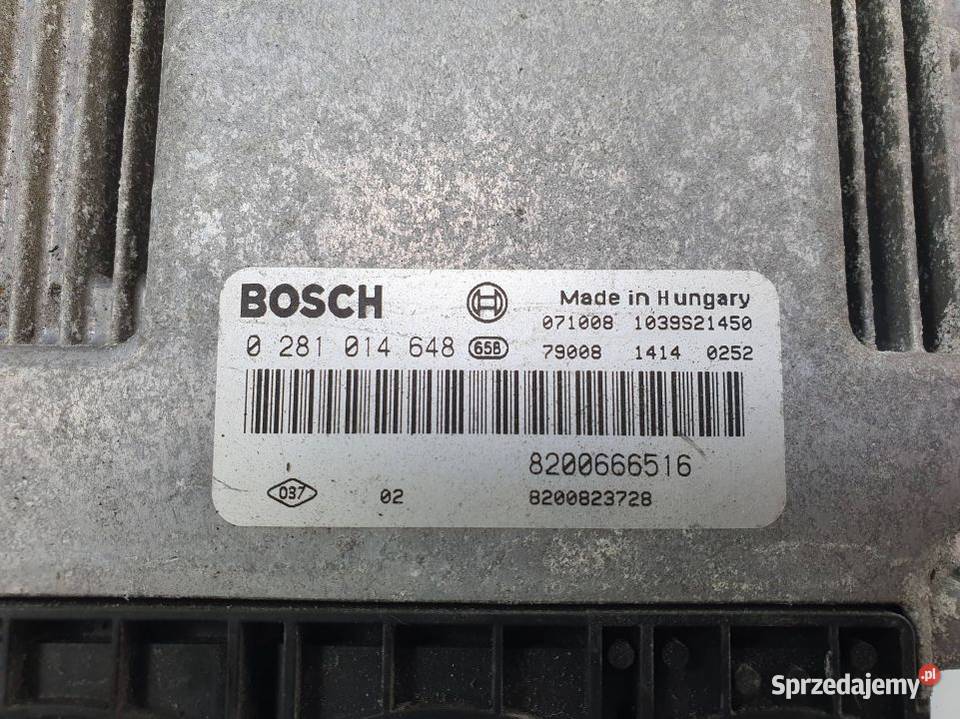 BOSCH
Made in Hungary
071008 1039S21450
0 281 014 648 658
79008 1414 0252
8200666516
037
02
8200823728
Sprzedajemy.pl